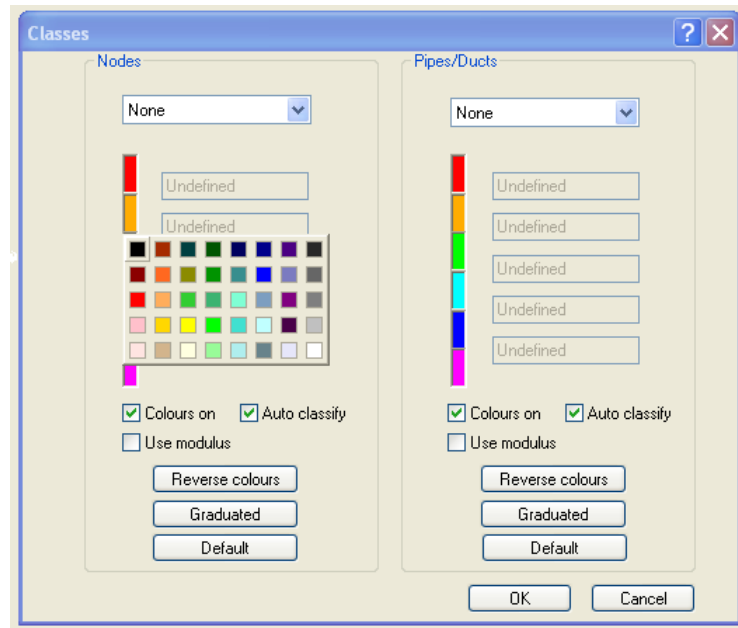 Classes
Nodes
None
Undefined
Undefined
Colours on
Auto classify
Use modulus
Reverse colours
Graduated
Default
Pipes/Ducts
None
Undefined
Undefined
Undefined
Undefined
Undefined
Colours on
Auto classify
Use modulus
Reverse colours
Graduated
Default
OK
Cancel